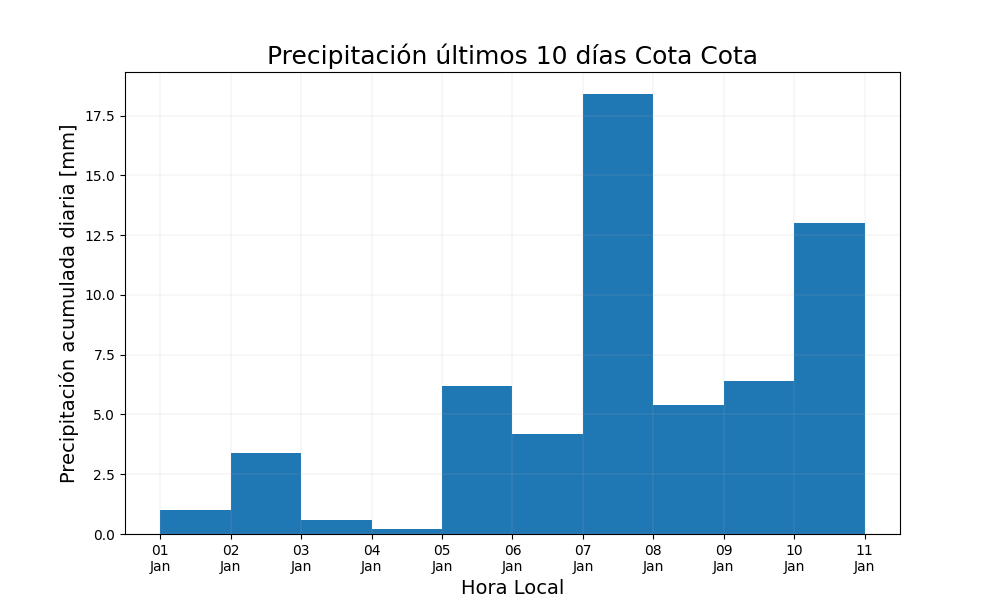 Precipitación últimos 10 días Cota Cota
Precipitación acumulada diaria [mm]
17.5
15.0
12.5
10.0
7.5
5.0
2.5
0.0
01 02 03 04 05 06 07 08 09 10 11
Jan Jan Jan Jan Jan Jan Jan Jan Jan Jan Jan
Hora Local